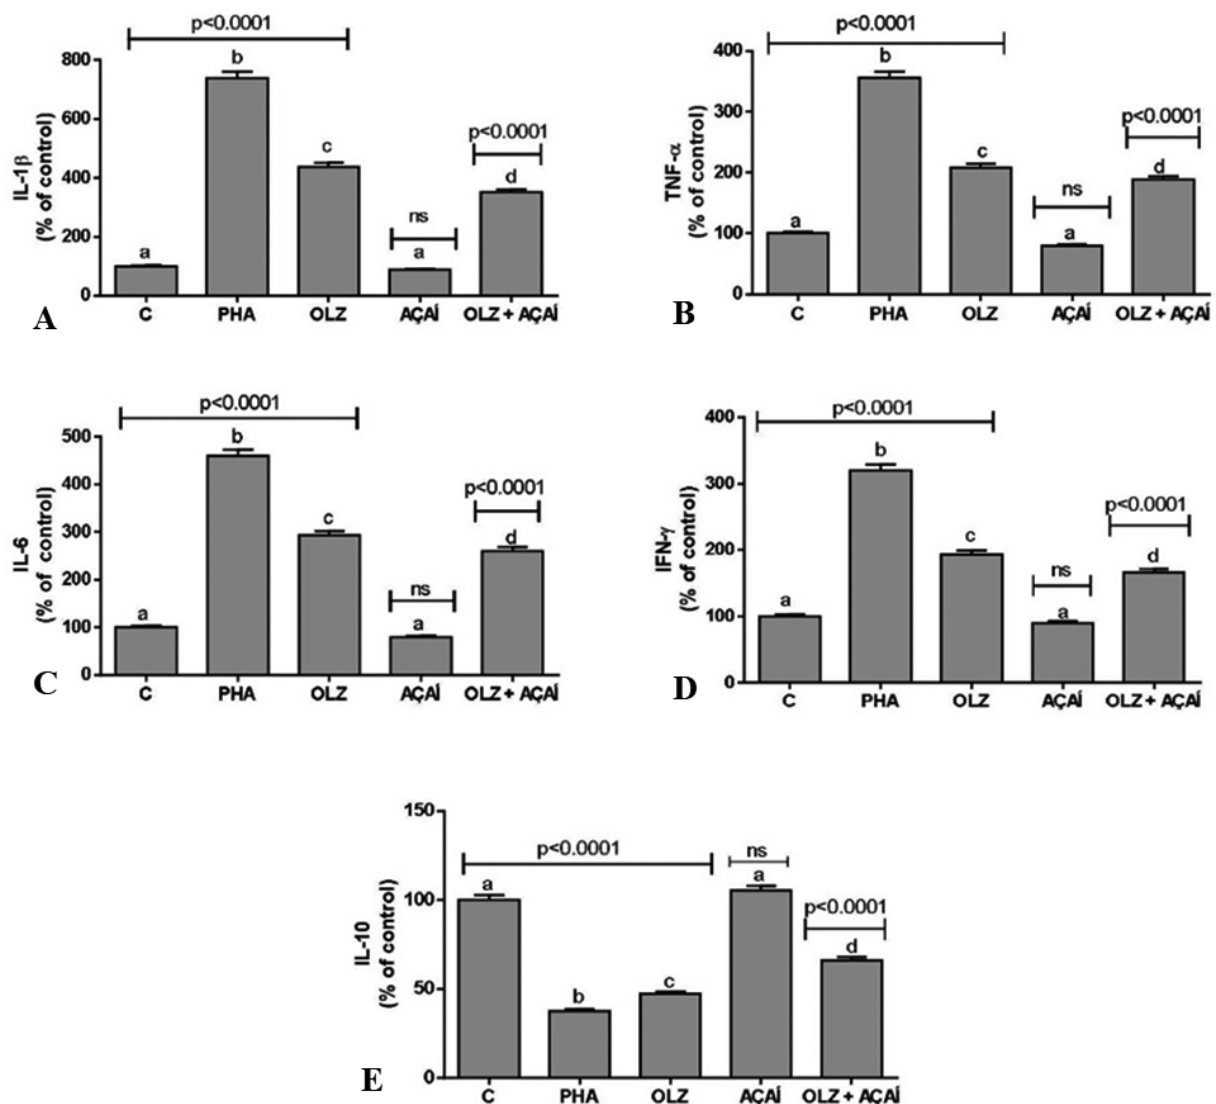 p<0.0001
800
b
600
p<0.0001
c
400
d
ns
200
a
a
0
C PHA OLZ AÇAÍ OLZ + AÇAÍ
IL-1β
(% of control)
A
p<0.0001
400
b
300
p<0.0001
c
200
d
ns
100
a
a
0
C PHA OLZ AÇAÍ OLZ + AÇAÍ
TNF-α
(% of control)
B
p<0.0001
500
b
400
p<0.0001
c
300
d
200
ns
100
a
a
0
C PHA OLZ AÇAÍ OLZ + AÇAÍ
IL-6
(% of control)
C
p<0.0001
400
b
300
p<0.0001
c
200
d
ns
100
a
a
0
C PHA OLZ AÇAÍ OLZ + AÇAÍ
IFN-γ
(% of control)
D
150
p<0.0001
ns
a
a
100
p<0.0001
d
50
b
c
0
C PHA OLZ AÇAÍ OLZ + AÇAÍ
IL-10
(% of control)
E